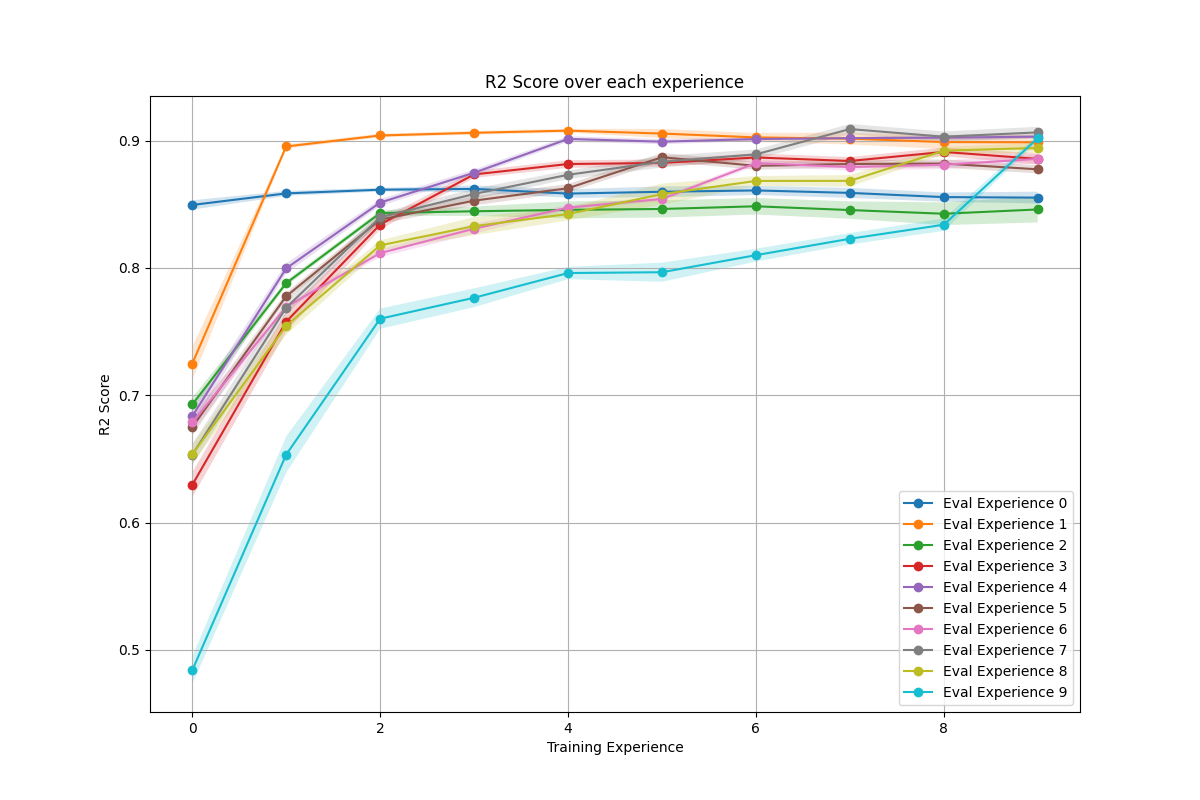 R2 Score over each experience
R2 Score
0.9
0.8
0.7
0.6
0.5
0 2 4 6 8
Training Experience
Eval Experience 0
Eval Experience 1
Eval Experience 2
Eval Experience 3
Eval Experience 4
Eval Experience 5
Eval Experience 6
Eval Experience 7
Eval Experience 8
Eval Experience 9